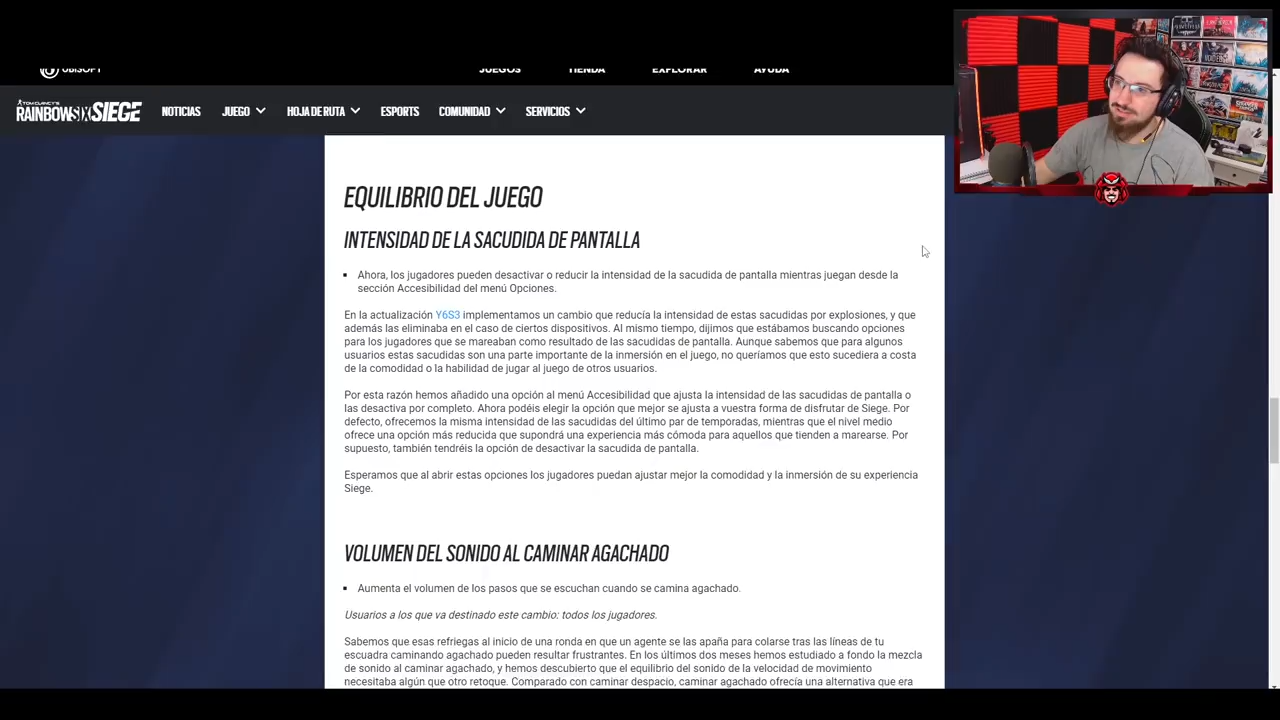 UBISOFT
JUEGOS TIENDA EXPLORAR AYUDA
TOM CLANCY'S
RAINBOW SIX SIEGE
NOTICIAS JUEGO HOJA DE RUTA ESPORTS COMUNIDAD SERVICIOS
EQUILIBRIO DEL JUEGO
INTENSIDAD DE LA SACUDIDA DE PANTALLA
Ahora, los jugadores pueden desactivar o reducir la intensidad de la sacudida de pantalla mientras juegan desde la
sección Accesibilidad del menú Opciones.
En la actualización Y6S3 implementamos un cambio que reducía la intensidad de estas sacudidas por explosiones, y que
además las eliminaba en el caso de ciertos dispositivos. Al mismo tiempo, dijimos que estábamos buscando opciones
para los jugadores que se mareaban como resultado de las sacudidas de pantalla. Aunque sabemos que para algunos
usuarios estas sacudidas son una parte importante de la inmersión en el juego, no queríamos que esto sucediera a costa
de la comodidad o la habilidad de jugar al juego de otros usuarios.
Por esta razón hemos añadido una opción al menú Accesibilidad que ajusta la intensidad de las sacudidas de pantalla o
las desactiva por completo. Ahora podéis elegir la opción que mejor se ajusta a vuestra forma de disfrutar de Siege. Por
defecto, ofrecemos la misma intensidad de las sacudidas del último par de temporadas, mientras que el nivel medio
ofrece una opción más reducida que supondrá una experiencia más cómoda para aquellos que tienden a marearse. Por
supuesto, también tendréis la opción de desactivar la sacudida de pantalla.
Esperamos que al abrir estas opciones los jugadores puedan ajustar mejor la comodidad y la inmersión de su experiencia
Siege.
VOLUMEN DEL SONIDO AL CAMINAR AGACHADO
Aumenta el volumen de los pasos que se escuchan cuando se camina agachado.
Usuarios a los que va destinado este cambio: todos los jugadores.
Sabemos que esas refriegas al inicio de una ronda en que un agente se las apaña para colarse tras las líneas de tu
escuadra caminando agachado pueden resultar frustrantes. En los últimos dos meses hemos estudiado a fondo la mezcla
de sonido al caminar agachado, y hemos descubierto que el equilibrio del sonido de la velocidad de movimiento
necesitaba algún que otro retoque. Comparado con caminar despacio, caminar agachado ofrecía una alternativa que era